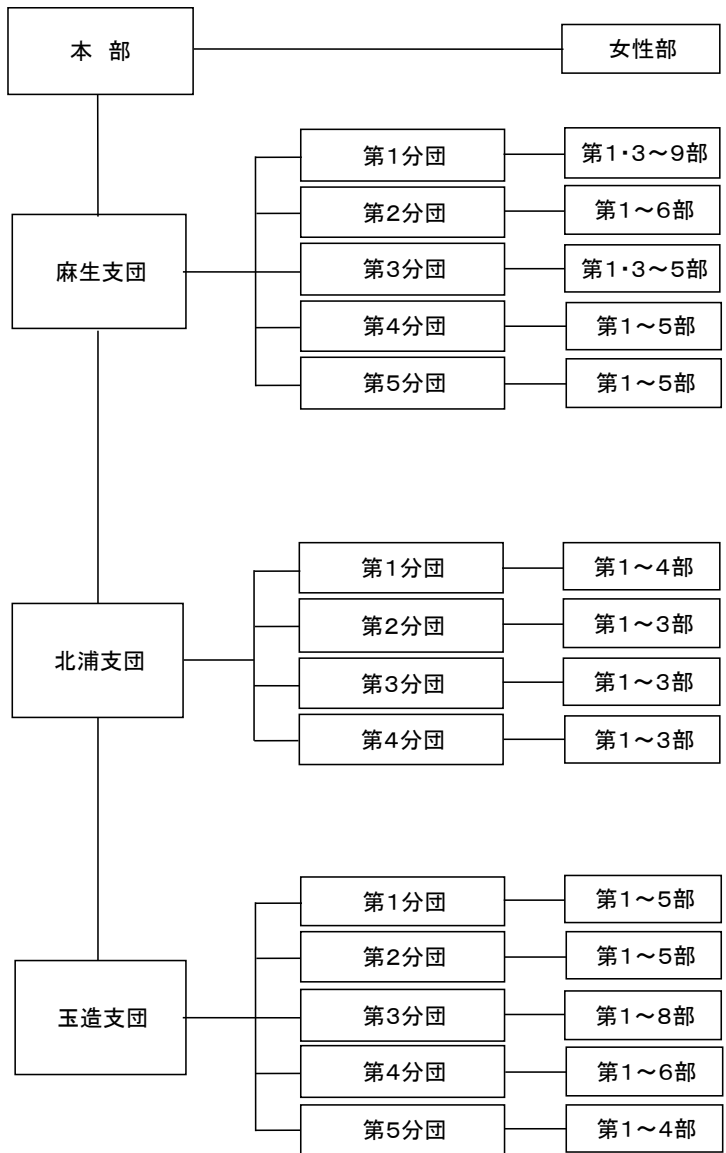 本 部
女性部
麻生支団
第1分団
第1・3～9部
第2分団
第1～6部
第3分団
第1・3～5部
第4分団
第1～5部
第5分団
第1～5部
北浦支団
第1分団
第1～4部
第2分団
第1～3部
第3分団
第1～3部
第4分団
第1～3部
玉造支団
第1分団
第1～5部
第2分団
第1～5部
第3分団
第1～8部
第4分団
第1～6部
第5分団
第1～4部